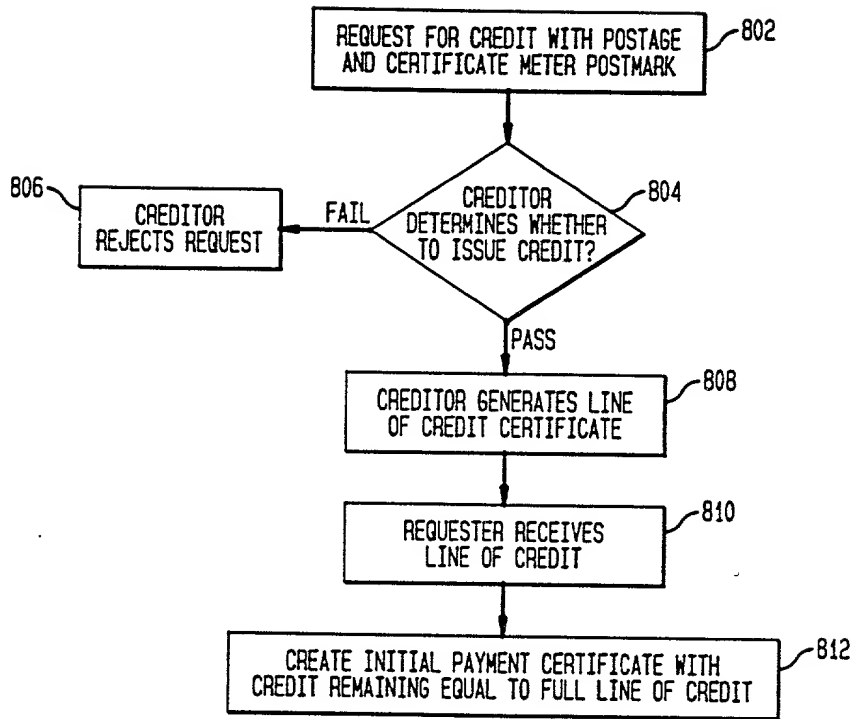 REQUEST FOR CREDIT WITH POSTAGE
AND CERTIFICATE METER POSTMARK
802
CREDITOR
DETERMINES WHETHER
TO ISSUE CREDIT?
804
FAIL
806
CREDITOR
REJECTS REQUEST
PASS
CREDITOR GENERATES LINE
OF CREDIT CERTIFICATE
808
REQUESTER RECEIVES
LINE OF CREDIT
810
CREATE INITIAL PAYMENT CERTIFICATE WITH
CREDIT REMAINING EQUAL TO FULL LINE OF CREDIT
812